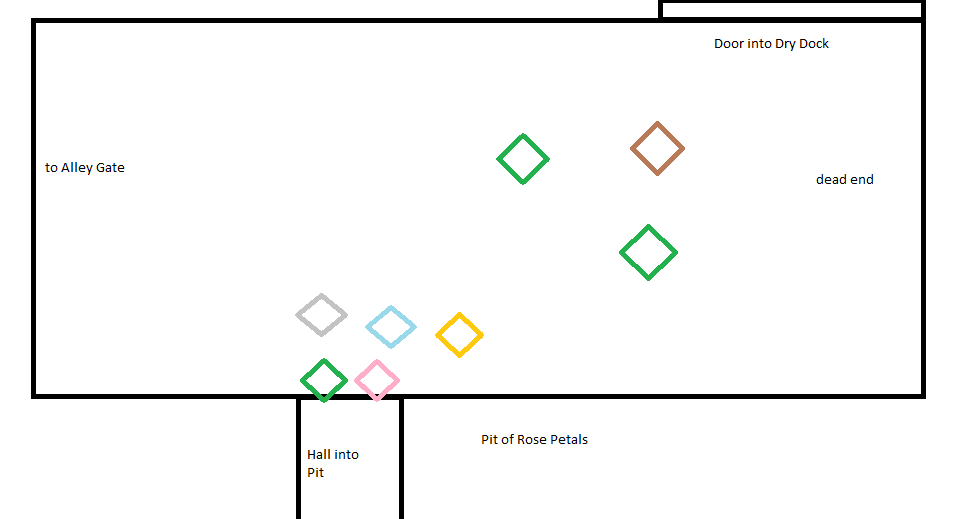 Door into Dry Dock
to Alley Gate
dead end
Pit of Rose Petals
Hall into
Pit